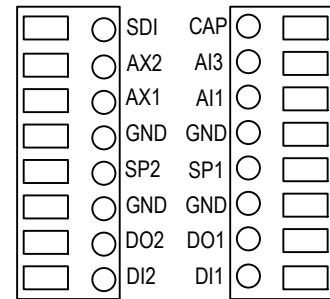 SDI CAP
AX2 AI3
AX1 AI1
GND GND
SP2 SP1
GND GND
DO2 DO1
DI2 DI1